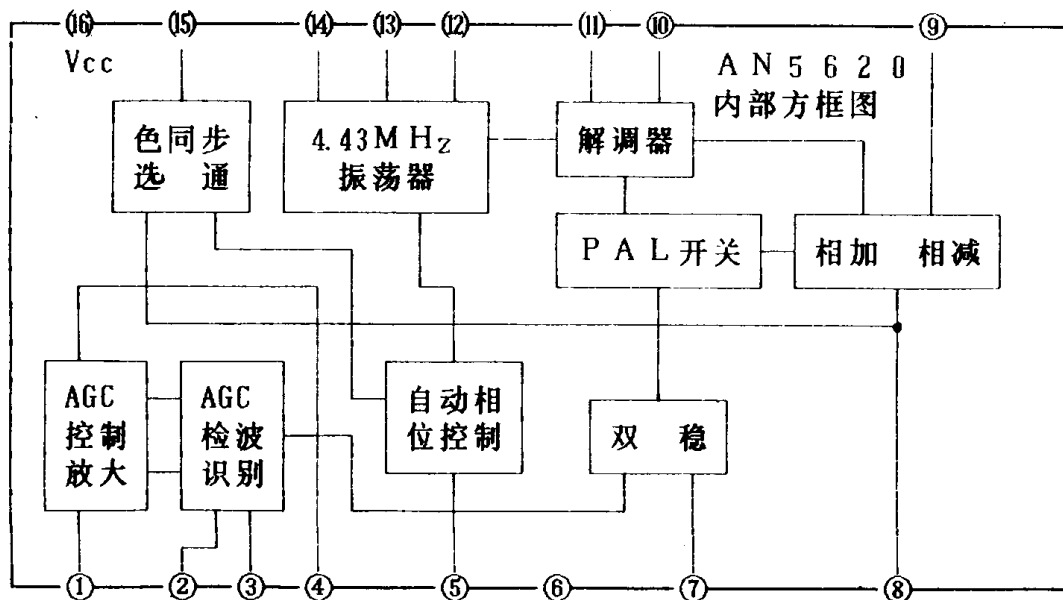 ⒃ ⒂ ⒁ ⒀ ⑿ ⑾ ⑩ ⑨
Vcc
AN5620
内部方框图
色同步
选通
4.43MHz
振荡器
解调器
PAL开关
相加 相减
AGC
控制
放大
AGC
检波
识别
自动相
位控制
双稳
① ② ③ ④ ⑤ ⑥ ⑦ ⑧